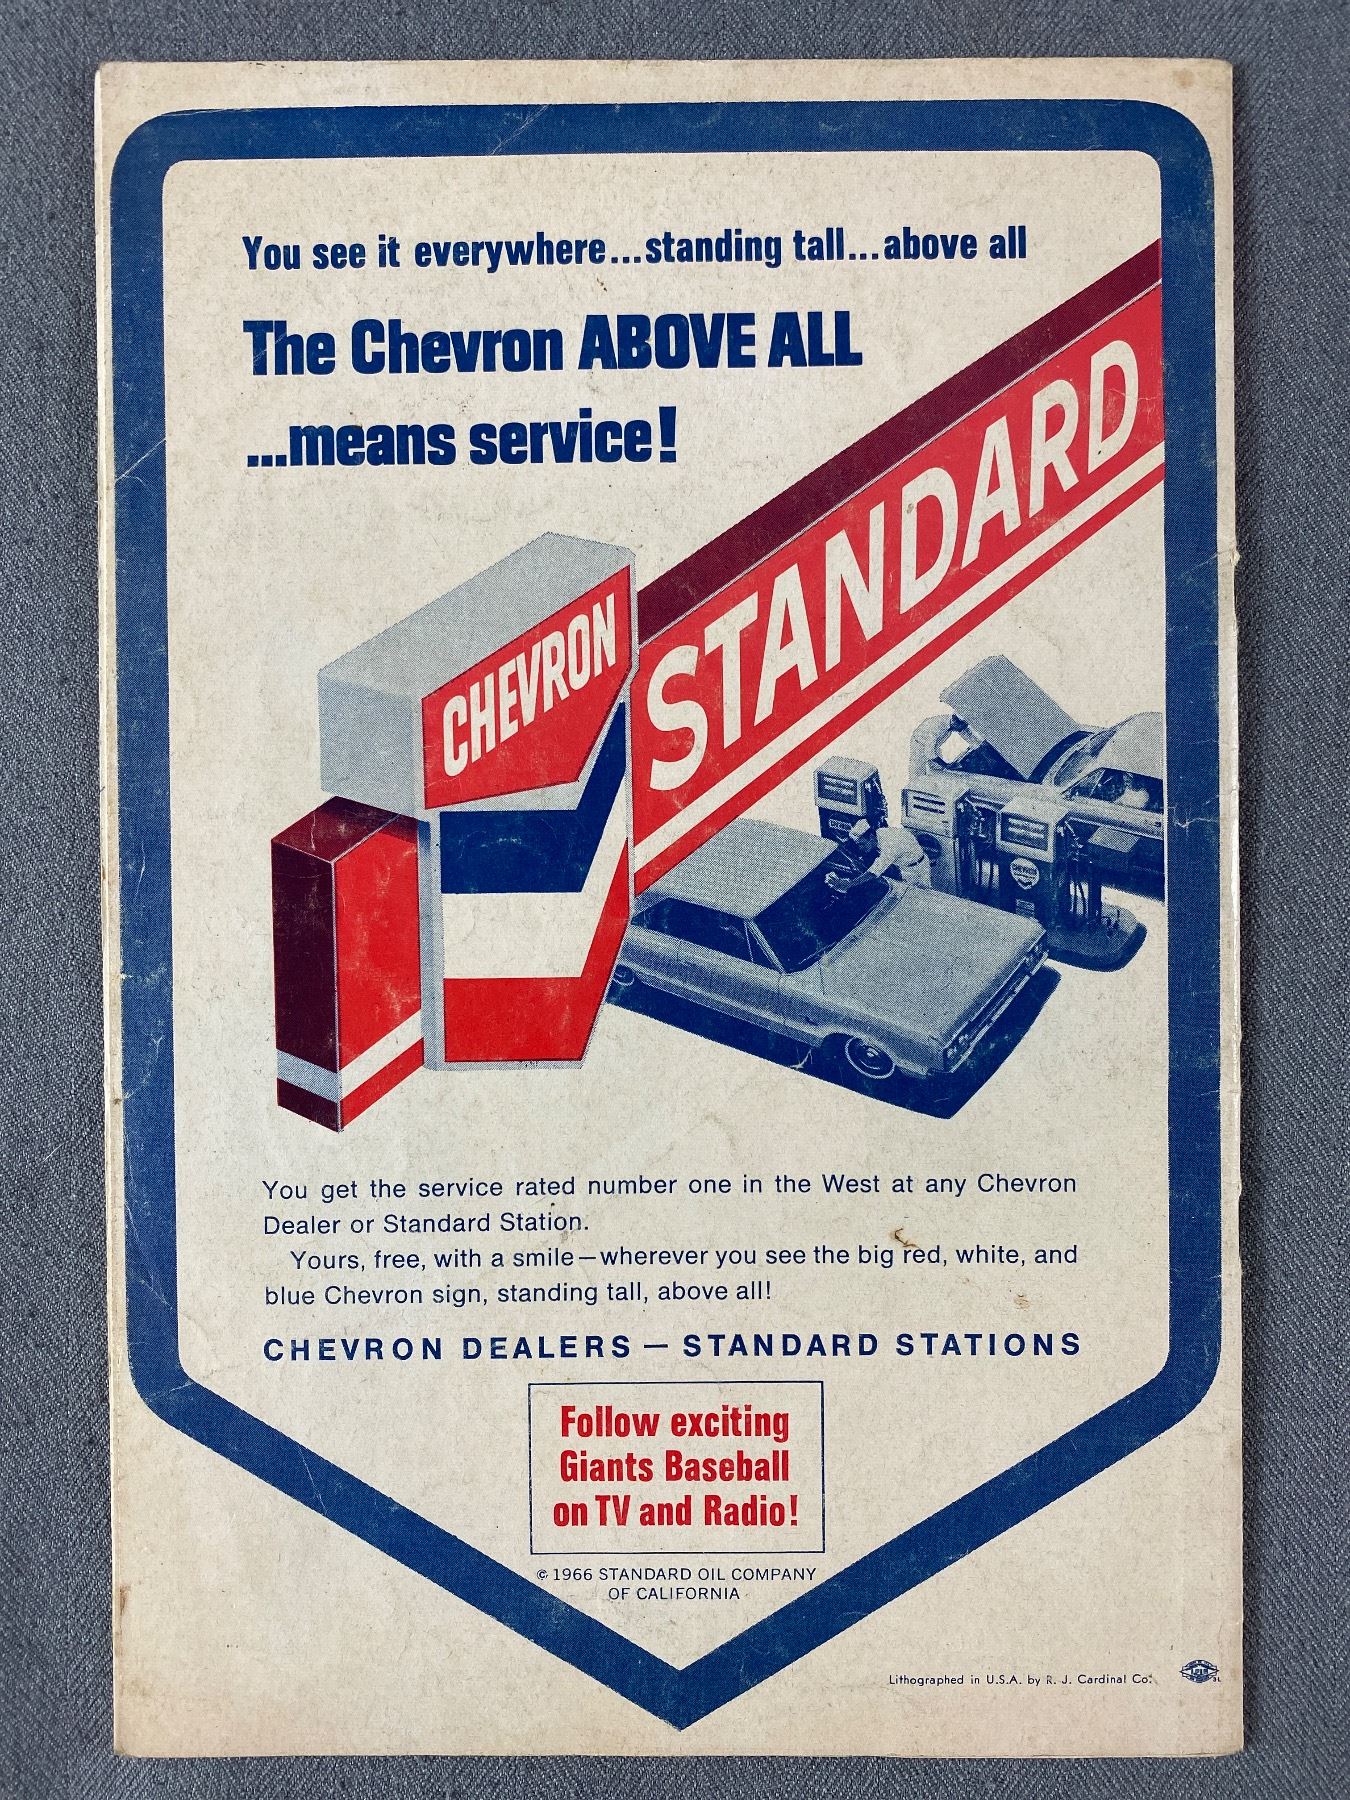 You see it everywhere...standing tall...above all
The Chevron ABOVE ALL
...means service!
STANDARD
CHEVRON
You get the service rated number one in the West at any Chevron
Dealer or Standard Station.
Yours, free, with a smile—wherever you see the big red, white, and
blue Chevron sign, standing tall, above all!
CHEVRON DEALERS — STANDARD STATIONS
Follow exciting
Giants Baseball
on TV and Radio!
© 1966 STANDARD OIL COMPANY
OF CALIFORNIA
Lithographed in U.S.A. by R. J. Cardinal Co.